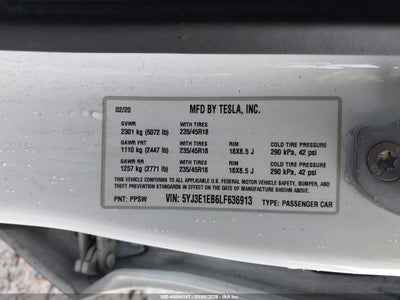 02/20 MFD BY TESLA, INC.
GVWR WITH TIRES
2301 kg (5072 lb) 235/45R18
GAWR FRT WITH TIRES RIM COLD TIRE PRESSURE
1110 kg (2447 lb) 235/45R18 18X8.5 J 290 kPa, 42 psi
GAWR RR WITH TIRES RIM COLD TIRE PRESSURE
1257 kg (2771 lb) 235/45R18 18X8.5 J 290 kPa, 42 psi
THIS VEHICLE CONFORMS TO ALL
APPLICABLE U.S. FEDERAL MOTOR VEHICLE SAFETY, BUMPER, AND
THEFT PREVENTION STANDARDS IN EFFECT ON THE DATE OF
MANUFACTURE SHOWN ABOVE.
VIN: 5YJ3E1EB6LF636913
PNT: PPSW TYPE: PASSENGER CAR